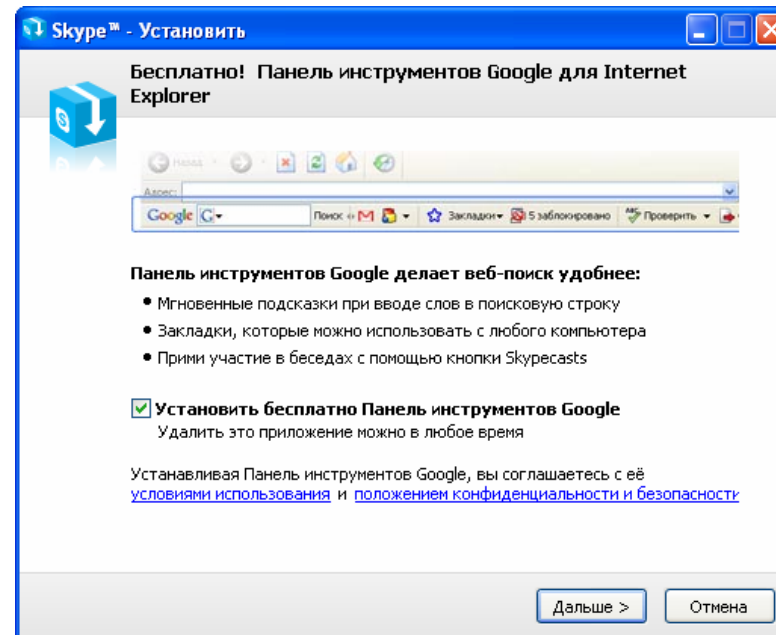 Skype™ - Установить
Бесплатно! Панель инструментов Google для Internet
Explorer
Назад
Адрес:
Google G Поиск M Закладки 5 заблокировано ABC Проверить
Панель инструментов Google делает веб-поиск удобнее:
• Мгновенные подсказки при вводе слов в поисковую строку
• Закладки, которые можно использовать с любого компьютера
• Прими участие в беседах с помощью кнопки Skypecasts
Установить бесплатно Панель инструментов Google
Удалить это приложение можно в любое время
Устанавливая Панель инструментов Google, вы соглашаетесь с её
условиями использования и положением конфиденциальности и безопасности
Дальше > Отмена